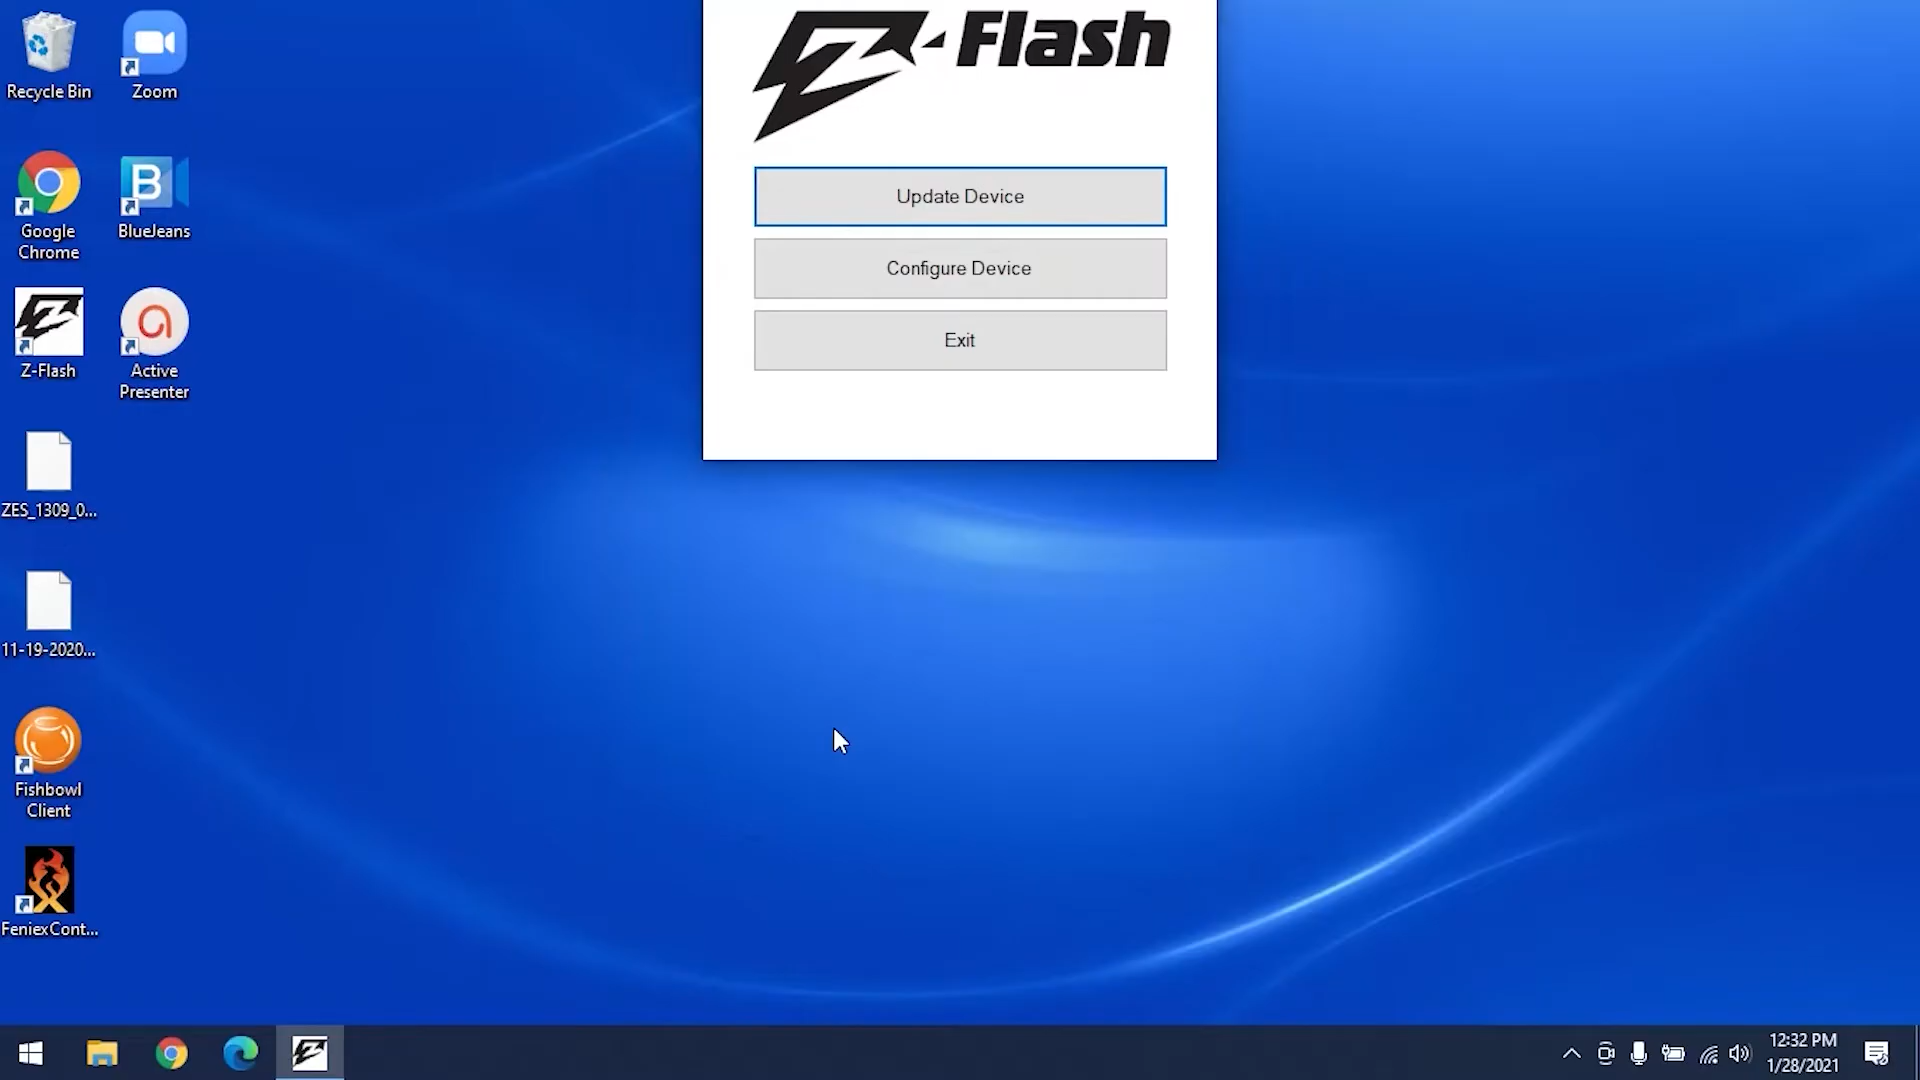 Z-Flash
Update Device
Configure Device
Exit
Recycle Bin
Zoom
Google
Chrome
BlueJeans
Z-Flash
Active
Presenter
ZES_1309_0...
11-19-2020...
Fishbowl
Client
FeniexCont...
12:32 PM
1/28/2021